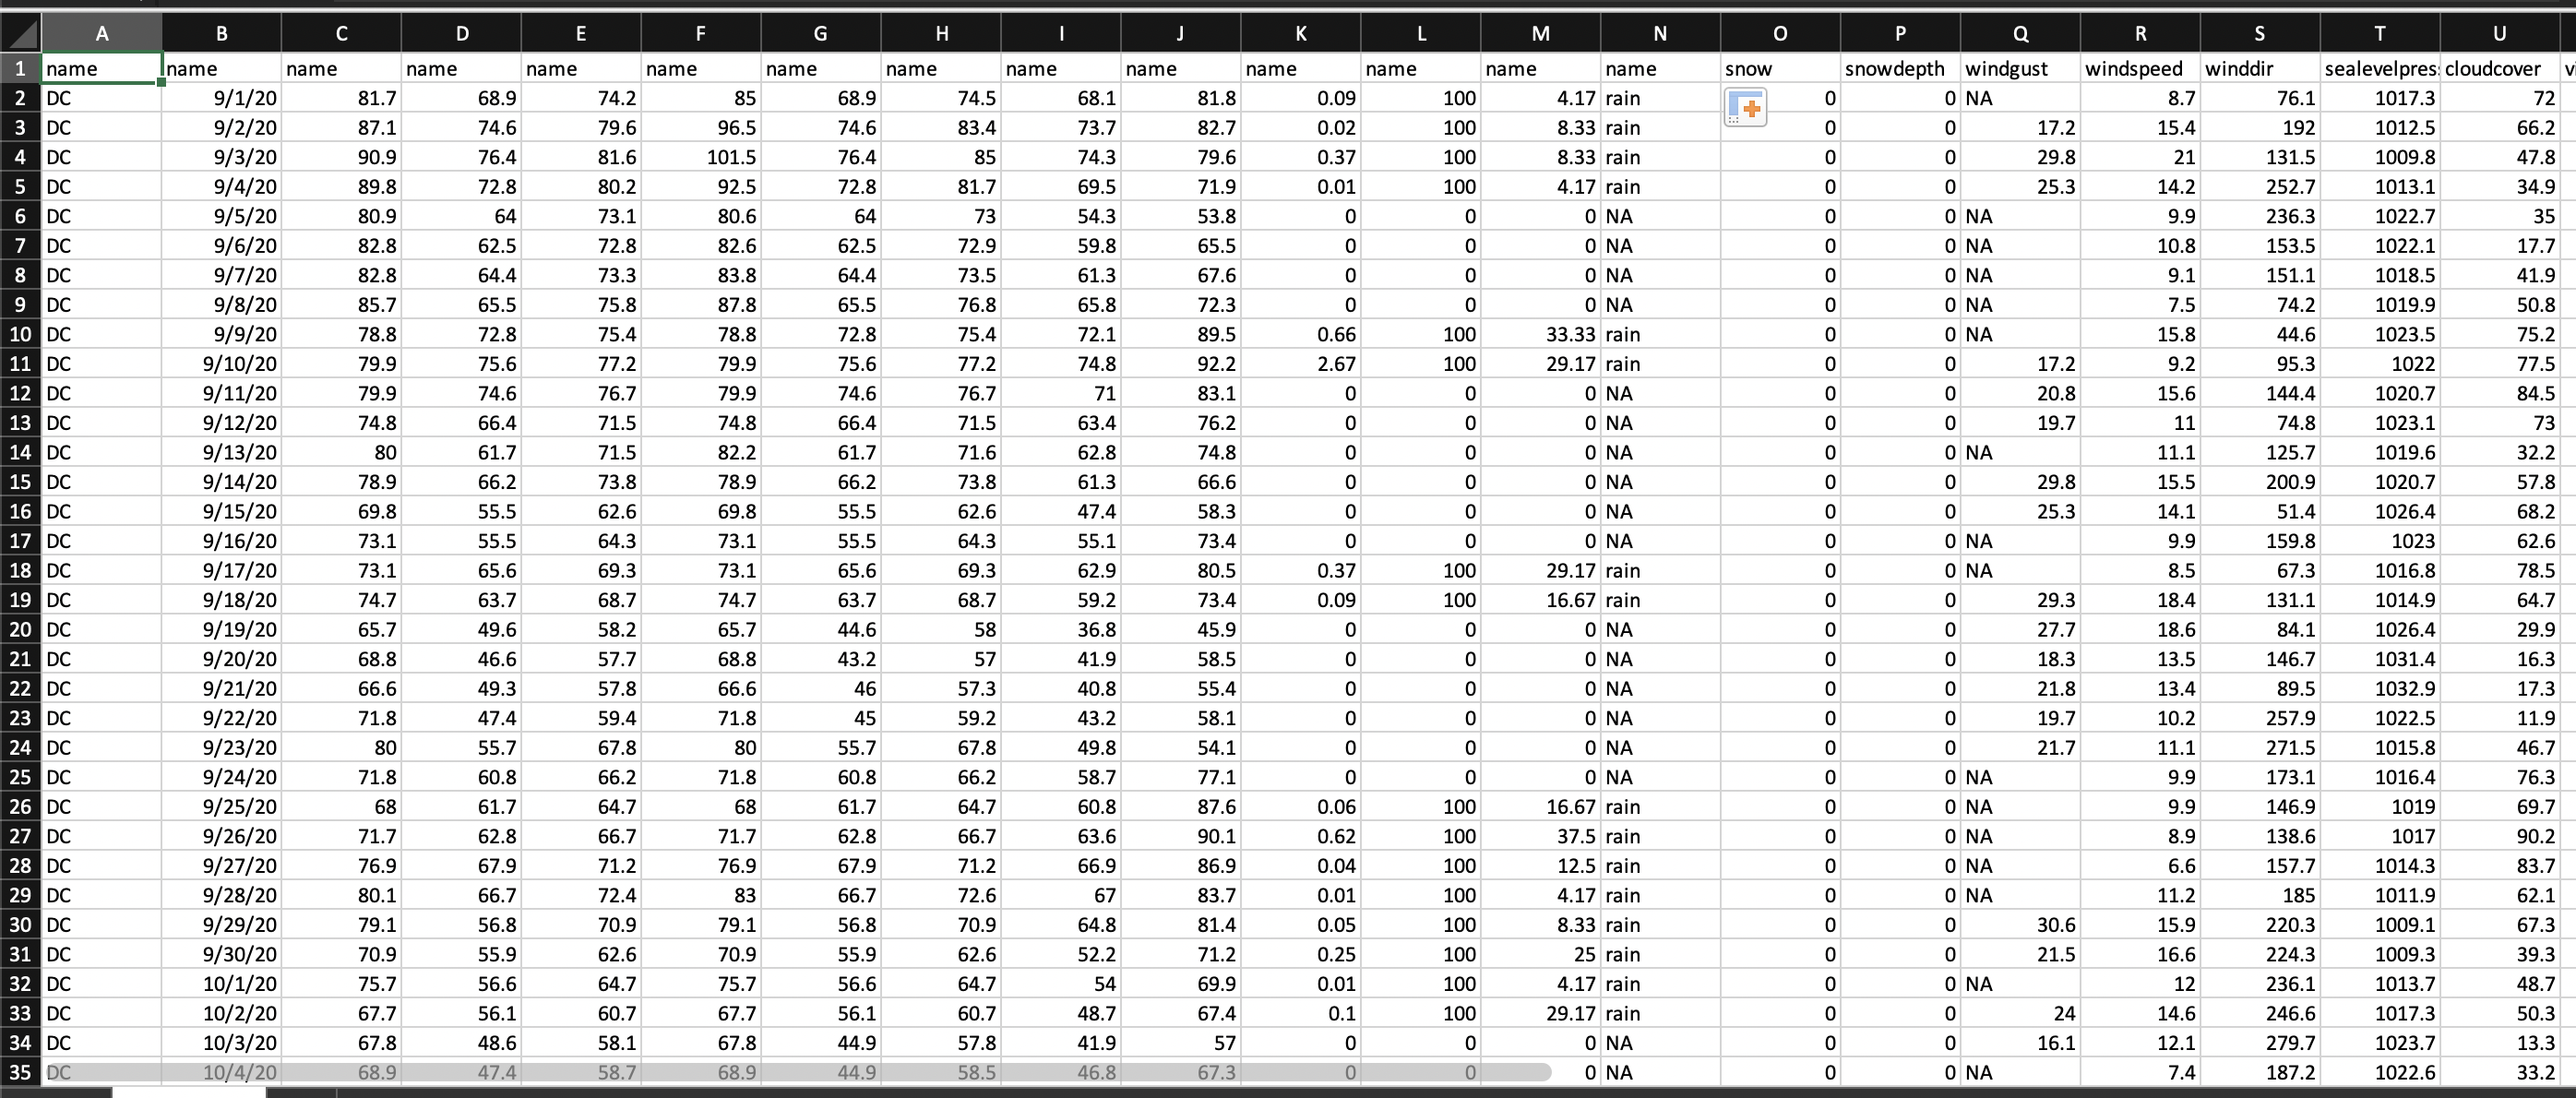 A B C D E F G H I J K L M N O P Q R S T U
1 name name name name name name name name name name name name name name snow snowdepth windgust windspeed winddir sealevelpres cloudcover vi
2 DC 9/1/20 81.7 68.9 74.2 85 68.9 74.5 68.1 81.8 0.09 100 4.17 rain 0 0 NA 8.7 76.1 1017.3 72
3 DC 9/2/20 87.1 74.6 79.6 96.5 74.6 83.4 73.7 82.7 0.02 100 8.33 rain 0 0 17.2 15.4 192 1012.5 66.2
4 DC 9/3/20 90.9 76.4 81.6 101.5 76.4 85 74.3 79.6 0.37 100 8.33 rain 0 0 29.8 21 131.5 1009.8 47.8
5 DC 9/4/20 89.8 72.8 80.2 92.5 72.8 81.7 69.5 71.9 0.01 100 4.17 rain 0 0 25.3 14.2 252.7 1013.1 34.9
6 DC 9/5/20 80.9 64 73.1 80.6 64 73 54.3 53.8 0 0 0 NA 0 0 NA 9.9 236.3 1022.7 35
7 DC 9/6/20 82.8 62.5 72.8 82.6 62.5 72.9 59.8 65.5 0 0 0 NA 0 0 NA 10.8 153.5 1022.1 17.7
8 DC 9/7/20 82.8 64.4 73.3 83.8 64.4 73.5 61.3 67.6 0 0 0 NA 0 0 NA 9.1 151.1 1018.5 41.9
9 DC 9/8/20 85.7 65.5 75.8 87.8 65.5 76.8 65.8 72.3 0 0 0 NA 0 0 NA 7.5 74.2 1019.9 50.8
10 DC 9/9/20 78.8 72.8 75.4 78.8 72.8 75.4 72.1 89.5 0.66 100 33.33 rain 0 0 NA 15.8 44.6 1023.5 75.2
11 DC 9/10/20 79.9 75.6 77.2 79.9 75.6 77.2 74.8 92.2 2.67 100 29.17 rain 0 0 17.2 9.2 95.3 1022 77.5
12 DC 9/11/20 79.9 74.6 76.7 79.9 74.6 76.7 71 83.1 0 0 0 NA 0 0 20.8 15.6 144.4 1020.7 84.5
13 DC 9/12/20 74.8 66.4 71.5 74.8 66.4 71.5 63.4 76.2 0 0 0 NA 0 0 19.7 11 74.8 1023.1 73
14 DC 9/13/20 80 61.7 71.5 82.2 61.7 71.6 62.8 74.8 0 0 0 NA 0 0 NA 11.1 125.7 1019.6 32.2
15 DC 9/14/20 78.9 66.2 73.8 78.9 66.2 73.8 61.3 66.6 0 0 0 NA 0 0 29.8 15.5 200.9 1020.7 57.8
16 DC 9/15/20 69.8 55.5 62.6 69.8 55.5 62.6 47.4 58.3 0 0 0 NA 0 0 25.3 14.1 51.4 1026.4 68.2
17 DC 9/16/20 73.1 55.5 64.3 73.1 55.5 64.3 55.1 73.4 0 0 0 NA 0 0 NA 9.9 159.8 1023 62.6
18 DC 9/17/20 73.1 65.6 69.3 73.1 65.6 69.3 62.9 80.5 0.37 100 29.17 rain 0 0 NA 8.5 67.3 1016.8 78.5
19 DC 9/18/20 74.7 63.7 68.7 74.7 63.7 68.7 59.2 73.4 0.09 100 16.67 rain 0 0 29.3 18.4 131.1 1014.9 64.7
20 DC 9/19/20 65.7 49.6 58.2 65.7 44.6 58 36.8 45.9 0 0 0 NA 0 0 27.7 18.6 84.1 1026.4 29.9
21 DC 9/20/20 68.8 46.6 57.7 68.8 43.2 57 41.9 58.5 0 0 0 NA 0 0 18.3 13.5 146.7 1031.4 16.3
22 DC 9/21/20 66.6 49.3 57.8 66.6 46 57.3 40.8 55.4 0 0 0 NA 0 0 21.8 13.4 89.5 1032.9 17.3
23 DC 9/22/20 71.8 47.4 59.4 71.8 45 59.2 43.2 58.1 0 0 0 NA 0 0 19.7 10.2 257.9 1022.5 11.9
24 DC 9/23/20 80 55.7 67.8 80 55.7 67.8 49.8 54.1 0 0 0 NA 0 0 21.7 11.1 271.5 1015.8 46.7
25 DC 9/24/20 71.8 60.8 66.2 71.8 60.8 66.2 58.7 77.1 0 0 0 NA 0 0 NA 9.9 173.1 1016.4 76.3
26 DC 9/25/20 68 61.7 64.7 68 61.7 64.7 60.8 87.6 0.06 100 16.67 rain 0 0 NA 9.9 146.9 1019 69.7
27 DC 9/26/20 71.7 62.8 66.7 71.7 62.8 66.7 63.6 90.1 0.62 100 37.5 rain 0 0 NA 8.9 138.6 1017 90.2
28 DC 9/27/20 76.9 67.9 71.2 76.9 67.9 71.2 66.9 86.9 0.04 100 12.5 rain 0 0 NA 6.6 157.7 1014.3 83.7
29 DC 9/28/20 80.1 66.7 72.4 83 66.7 72.6 67 83.7 0.01 100 4.17 rain 0 0 NA 11.2 185 1011.9 62.1
30 DC 9/29/20 79.1 56.8 70.9 79.1 56.8 70.9 64.8 81.4 0.05 100 8.33 rain 0 0 30.6 15.9 220.3 1009.1 67.3
31 DC 9/30/20 70.9 55.9 62.6 70.9 55.9 62.6 52.2 71.2 0.25 100 25 rain 0 0 21.5 16.6 224.3 1009.3 39.3
32 DC 10/1/20 75.7 56.6 64.7 75.7 56.6 64.7 54 69.9 0.01 100 4.17 rain 0 0 NA 12 236.1 1013.7 48.7
33 DC 10/2/20 67.7 56.1 60.7 67.7 56.1 60.7 48.7 67.4 0.1 100 29.17 rain 0 0 24 14.6 246.6 1017.3 50.3
34 DC 10/3/20 67.8 48.6 58.1 67.8 44.9 57.8 41.9 57 0 0 0 NA 0 0 16.1 12.1 279.7 1023.7 13.3
35 DC 10/4/20 68.9 47.4 58.7 68.9 44.9 58.5 46.8 67.3 0 0 0 NA 0 0 NA 7.4 187.2 1022.6 33.2